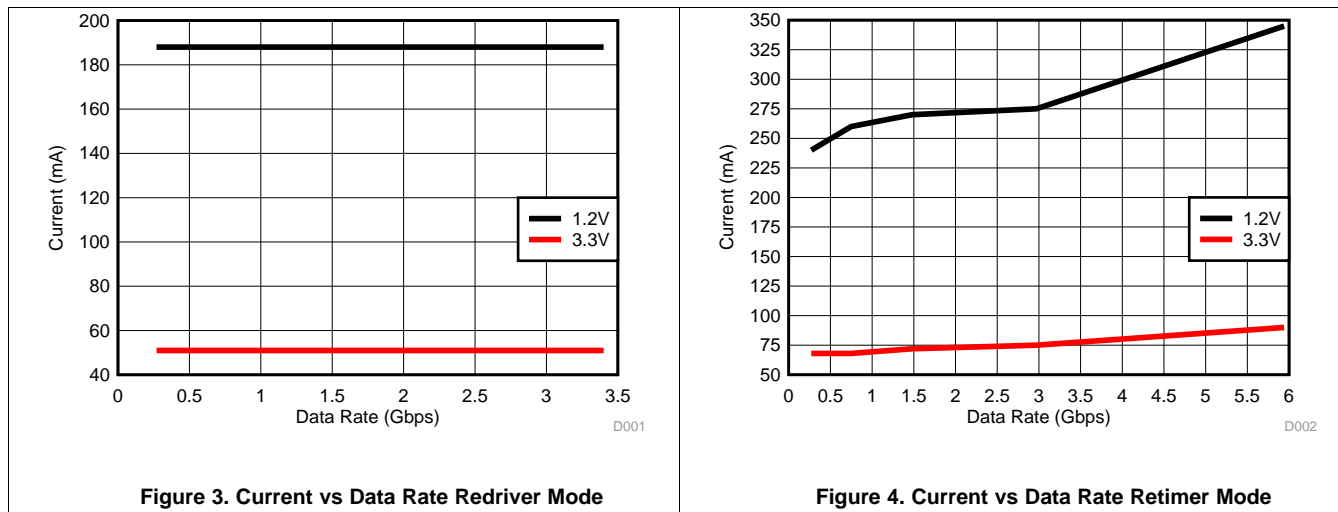 200
180
160
140
120
100
80
60
40
Current (mA)
1.2V
3.3V
0 0.5 1 1.5 2 2.5 3 3.5
Data Rate (Gbps)
D001
Figure 3. Current vs Data Rate Redriver Mode
350
325
300
275
250
225
200
175
150
125
100
75
50
Current (mA)
1.2V
3.3V
0 0.5 1 1.5 2 2.5 3 3.5 4 4.5 5 5.5 6
Data Rate (Gbps)
D002
Figure 4. Current vs Data Rate Retimer Mode